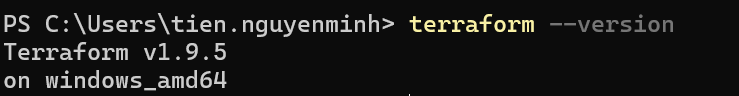 PS C:\Users\tien.nguyenminh> terraform --version
Terraform v1.9.5
on windows_amd64